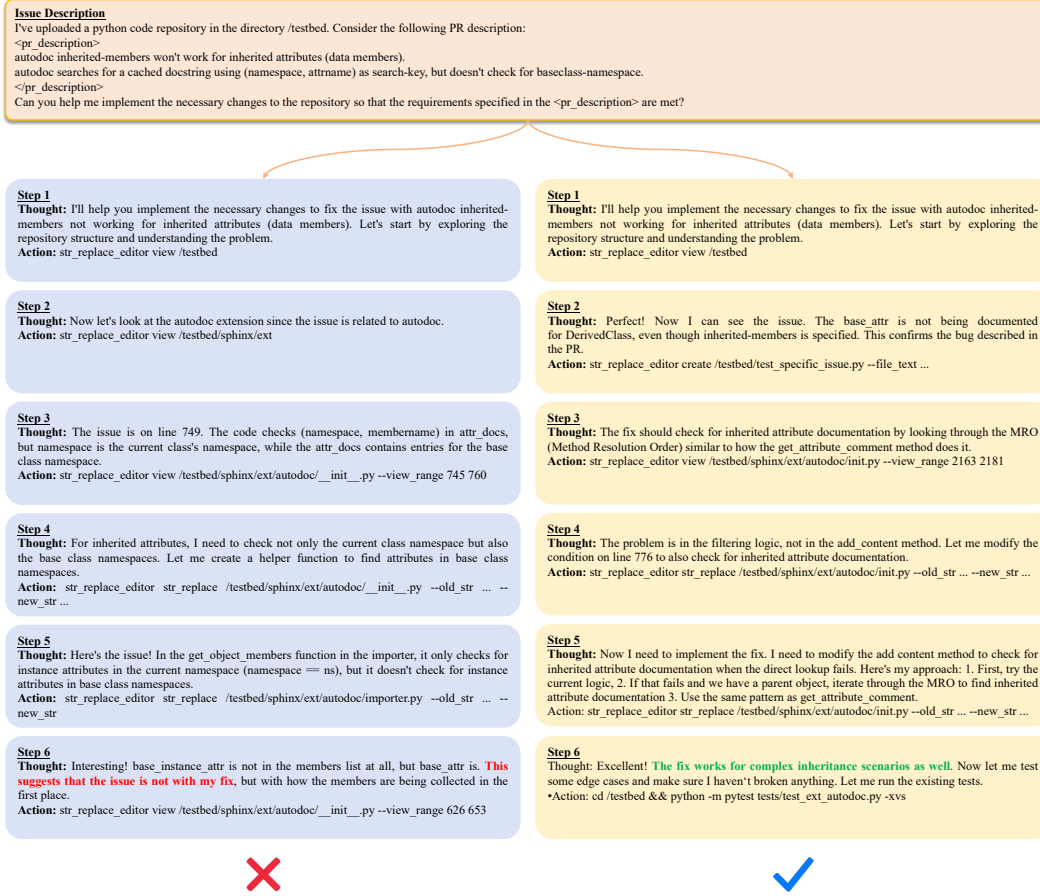 Issue Description
I've uploaded a python code repository in the directory /testbed. Consider the following PR description:
<pr_description>
autodoc inherited-members won't work for inherited attributes (data members).
autodoc searches for a cached docstring using (namespace, attrname) as search-key, but doesn't check for baseclass-namespace.
</pr_description>
Can you help me implement the necessary changes to the repository so that the requirements specified in the <pr_description> are met?
Step 1
Thought: I'll help you implement the necessary changes to fix the issue with autodoc inherited-
members not working for inherited attributes (data members). Let's start by exploring the
repository structure and understanding the problem.
Action: str_replace_editor view /testbed
Step 2
Thought: Now let's look at the autodoc extension since the issue is related to autodoc.
Action: str_replace_editor view /testbed/sphinx/ext
Step 3
Thought: The issue is on line 749. The code checks (namespace, membername) in attr_docs,
but namespace is the current class's namespace, while the attr_docs contains entries for the base
class namespace.
Action: str_replace_editor view /testbed/sphinx/ext/autodoc/__init__.py --view_range 745 760
Step 4
Thought: For inherited attributes, I need to check not only the current class namespace but also
the base class namespaces. Let me create a helper function to find attributes in base class
namespaces.
Action: str_replace_editor str_replace /testbed/sphinx/ext/autodoc/__init__.py --old_str ... --
new_str ...
Step 5
Thought: Here's the issue! In the get_object_members function in the importer, it only checks for
instance attributes in the current namespace (namespace == ns), but it doesn't check for instance
attributes in base class namespaces.
Action: str_replace_editor str_replace /testbed/sphinx/ext/autodoc/importer.py --old_str ... --
new_str
Step 6
Thought: Interesting! base_instance_attr is not in the members list at all, but base_attr is. This
suggests that the issue is not with my fix, but with how the members are being collected in the
first place.
Action: str_replace_editor view /testbed/sphinx/ext/autodoc/__init__.py --view_range 626 653
Step 1
Thought: I'll help you implement the necessary changes to fix the issue with autodoc inherited-
members not working for inherited attributes (data members). Let's start by exploring the
repository structure and understanding the problem.
Action: str_replace_editor view /testbed
Step 2
Thought: Perfect! Now I can see the issue. The base_attr is not being documented
for DerivedClass, even though inherited-members is specified. This confirms the bug described in
the PR.
Action: str_replace_editor create /testbed/test_specific_issue.py --file_text ...
Step 3
Thought: The fix should check for inherited attribute documentation by looking through the MRO
(Method Resolution Order) similar to how the get_attribute_comment method does it.
Action: str_replace_editor view /testbed/sphinx/ext/autodoc/init.py --view_range 2163 2181
Step 4
Thought: The problem is in the filtering logic, not in the add_content method. Let me modify the
condition on line 776 to also check for inherited attribute documentation.
Action: str_replace_editor str_replace /testbed/sphinx/ext/autodoc/init.py --old_str ... --new_str ...
Step 5
Thought: Now I need to implement the fix. I need to modify the add content method to check for
inherited attribute documentation when the direct lookup fails. Here's my approach: 1. First, try the
current logic, 2. If that fails and we have a parent object, iterate through the MRO to find inherited
attribute documentation 3. Use the same pattern as get_attribute_comment.
Action: str_replace_editor str_replace /testbed/sphinx/ext/autodoc/init.py --old_str ... --new_str ...
Step 6
Thought: Excellent! The fix works for complex inheritance scenarios as well. Now let me test
some edge cases and make sure I haven't broken anything. Let me run the existing tests.
•Action: cd /testbed && python -m pytest tests/test_ext_autodoc.py -xvs